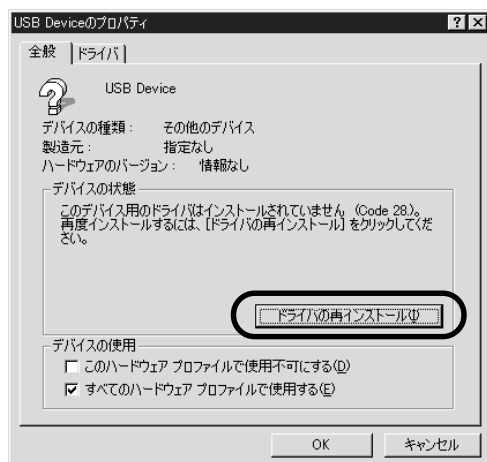 USB Deviceのプロパティ
全般 ドライバ
USB Device
デバイスの種類： その他のデバイス
製造元： 指定なし
ハードウェアのバージョン： 情報なし
デバイスの状態
このデバイス用のドライバはインストールされていません (Code 28.)。
再度インストールするには、[ドライバの再インストール] をクリックしてくだ
さい。
ドライバの再インストール(I)
デバイスの使用
このハードウェア プロファイルで使用不可にする(D)
すべてのハードウェア プロファイルで使用する(E)
OK キャンセル